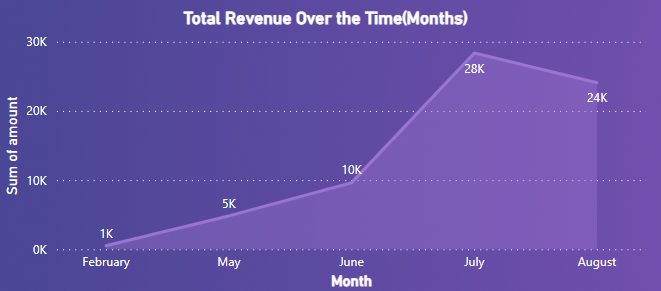 Total Revenue Over the Time(Months)
30K
20K
10K
0K
Sum of amount
1K
5K
10K
28K
24K
February May June July August
Month